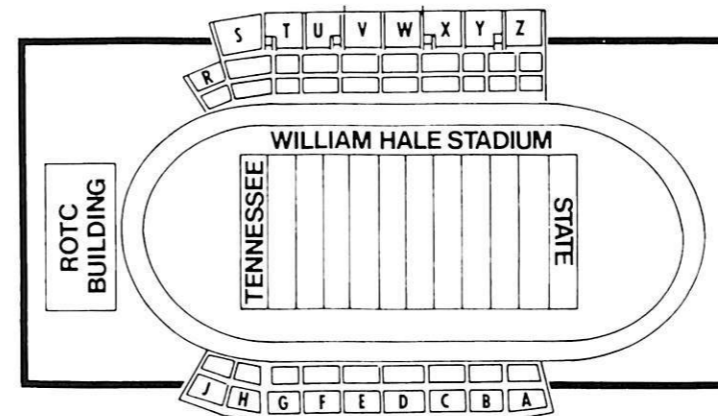 S T U V W X Y Z
R
WILLIAM HALE STADIUM
ROTC
BUILDING
TENNESSEE
STATE
J H G F E D C B A